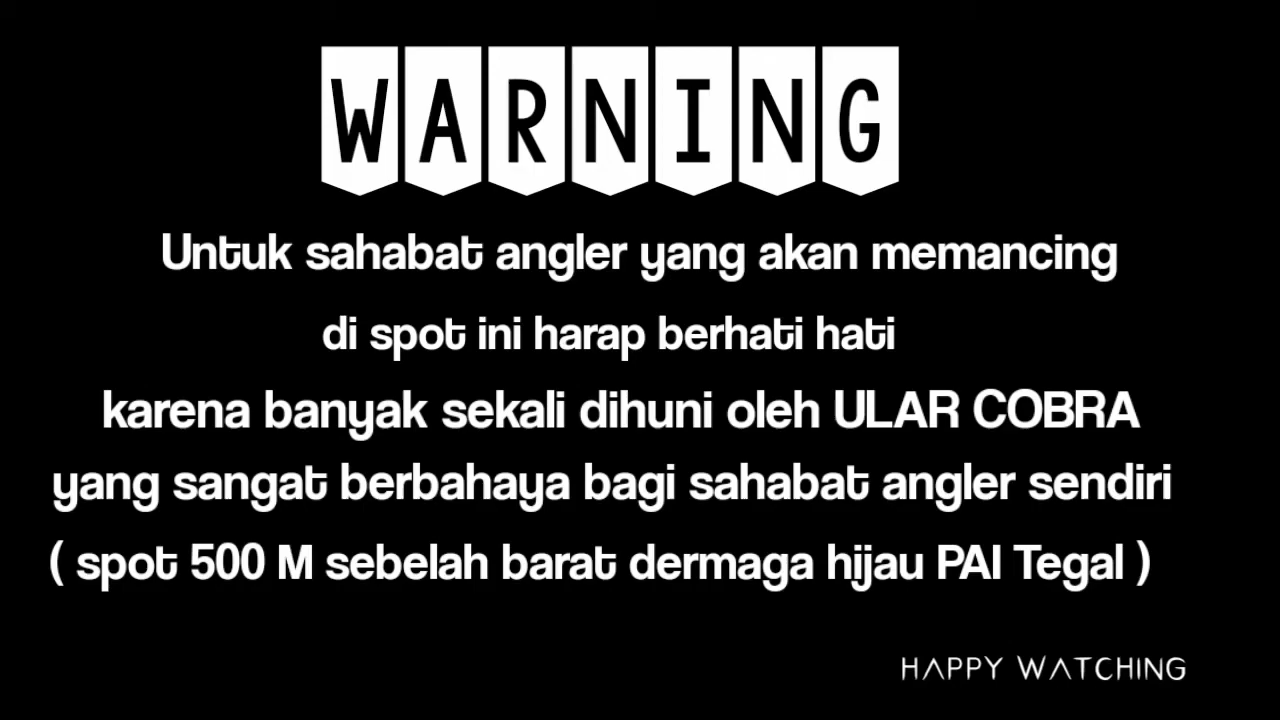 WARNING
Untuk sahabat angler yang akan memancing
di spot ini harap berhati hati
karena banyak sekali dihuni oleh ULAR COBRA
yang sangat berbahaya bagi sahabat angler sendiri
( spot 500 M sebelah barat dermaga hijau PAI Tegal )
HAPPY WATCHING